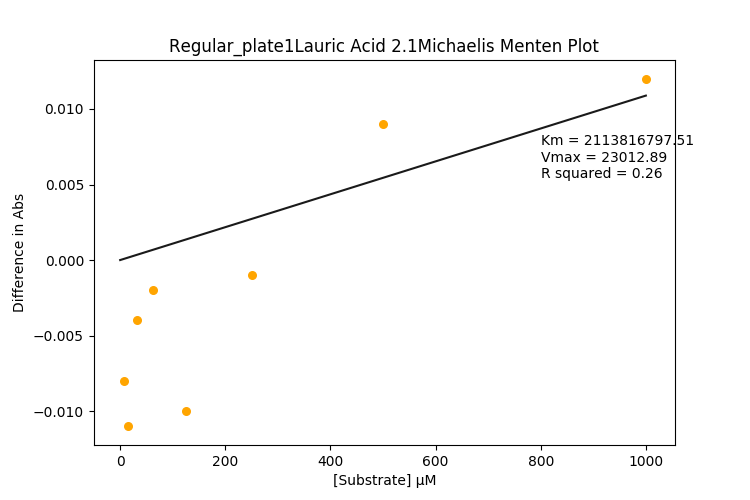 Regular_plate1Lauric Acid 2.1Michaelis Menten Plot
0.010
Km = 2113816797.51
Vmax = 23012.89
R squared = 0.26
0.005
0.000
−0.005
−0.010
Difference in Abs
0 200 400 600 800 1000
[Substrate] μM